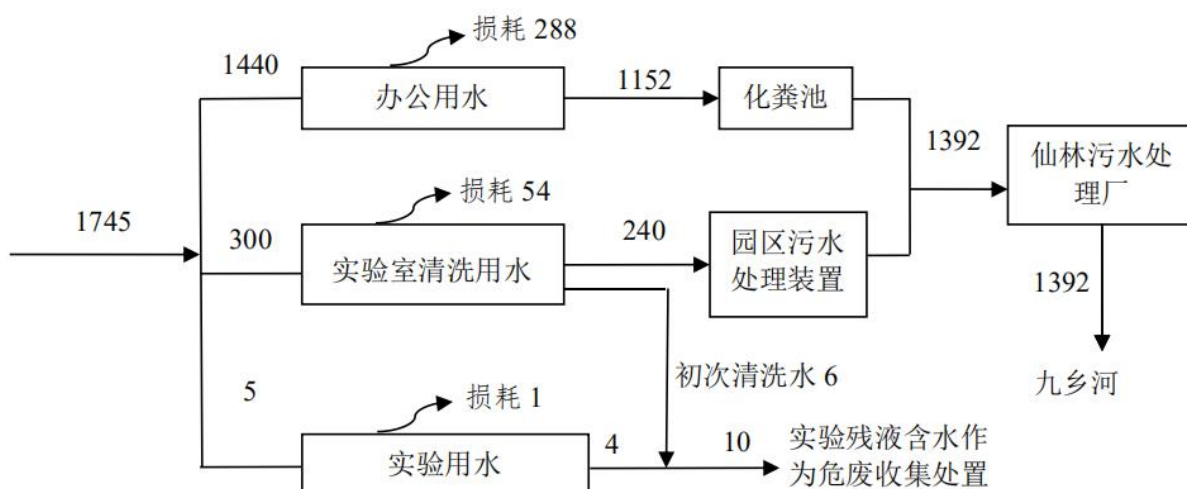 损耗 288
1440
办公用水
1152
化粪池
1392
仙林污水处
理厂
损耗 54
1745
300
实验室清洗用水
240
园区污水
处理装置
1392
九乡河
初次清洗水 6
5
损耗 1
实验用水
4
10
实验残液含水作
为危废收集处置